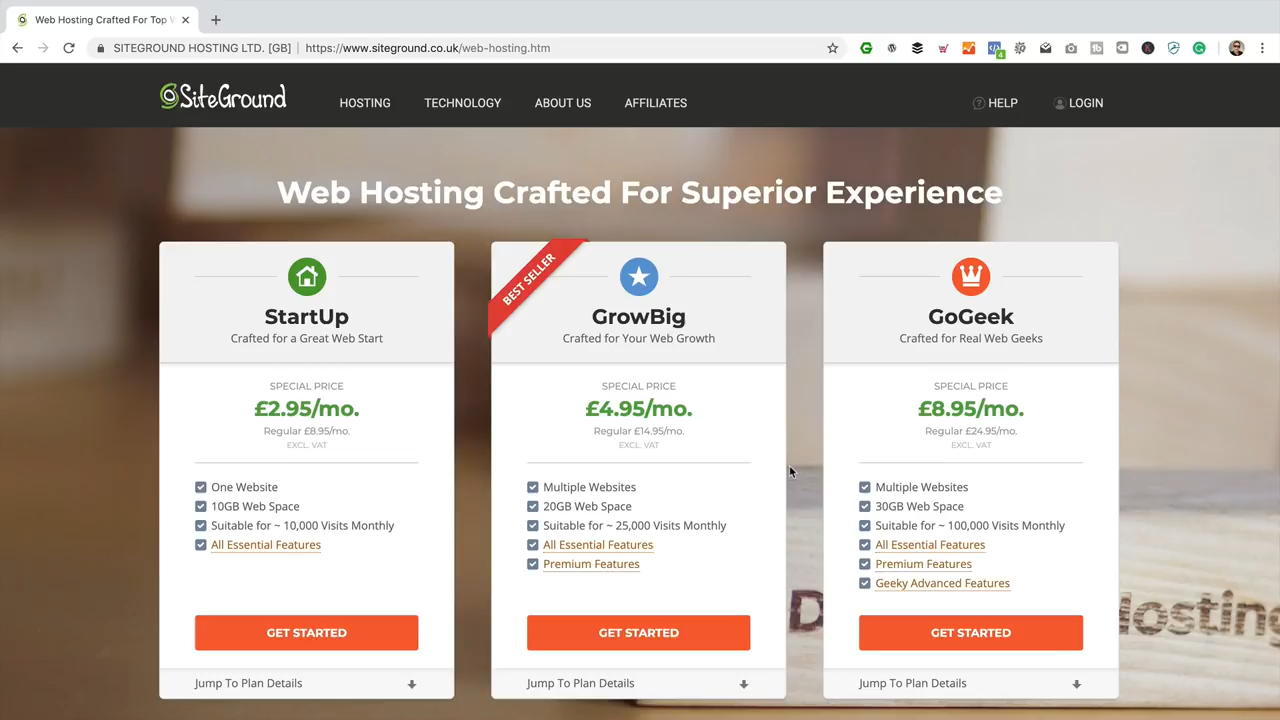 Web Hosting Crafted For Top W
SITEGROUND HOSTING LTD. [GB] | https://www.siteground.co.uk/web-hosting.htm
4
SiteGround
HOSTING
TECHNOLOGY
ABOUT US
AFFILIATES
HELP
LOGIN
Web Hosting Crafted For Superior Experience
StartUp
Crafted for a Great Web Start
SPECIAL PRICE
£2.95/mo.
Regular £8.95/mo.
EXCL. VAT
One Website
10GB Web Space
Suitable for ~ 10,000 Visits Monthly
All Essential Features
GET STARTED
Jump To Plan Details
BEST SELLER
GrowBig
Crafted for Your Web Growth
SPECIAL PRICE
£4.95/mo.
Regular £14.95/mo.
EXCL. VAT
Multiple Websites
20GB Web Space
Suitable for ~ 25,000 Visits Monthly
All Essential Features
Premium Features
GET STARTED
Jump To Plan Details
GoGeek
Crafted for Real Web Geeks
SPECIAL PRICE
£8.95/mo.
Regular £24.95/mo.
EXCL. VAT
Multiple Websites
30GB Web Space
Suitable for ~ 100,000 Visits Monthly
All Essential Features
Premium Features
Geeky Advanced Features
GET STARTED
Jump To Plan Details